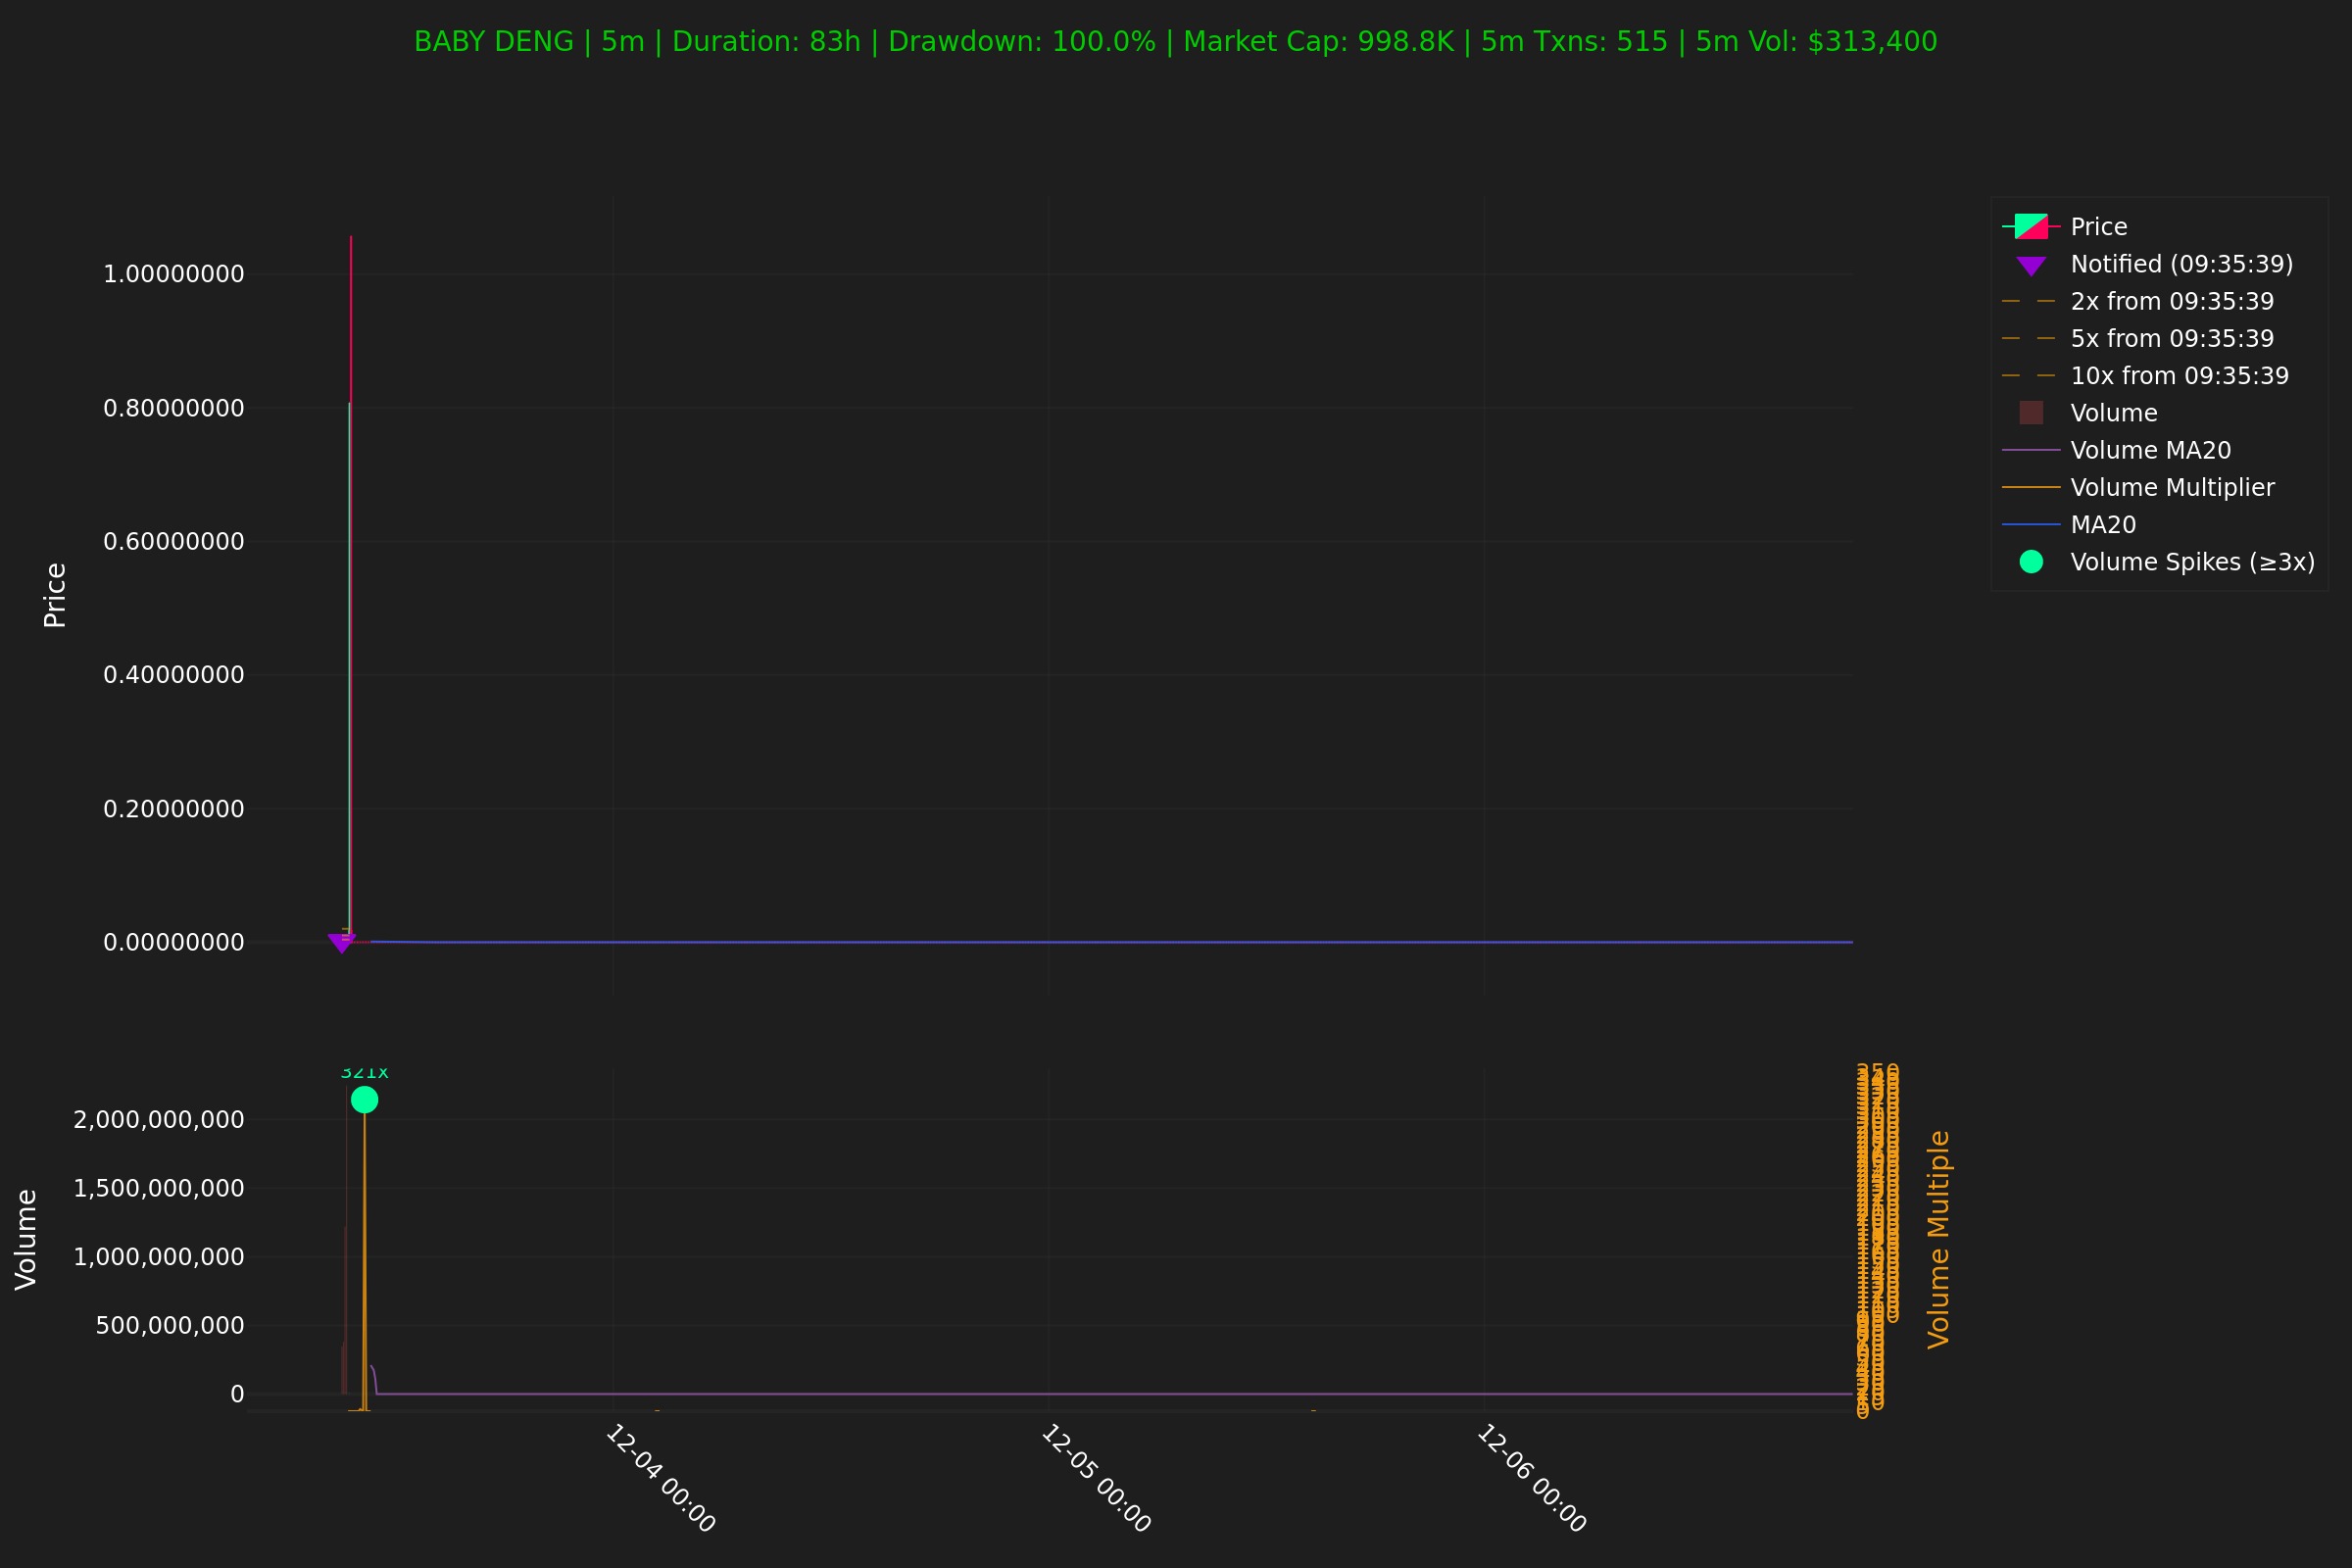 BABY DENG | 5m | Duration: 83h | Drawdown: 100.0% | Market Cap: 998.8K | 5m Txns: 515 | 5m Vol: $313,400
Price
1.00000000
0.80000000
0.60000000
0.40000000
0.20000000
0.00000000
Price
Notified (09:35:39)
2x from 09:35:39
5x from 09:35:39
10x from 09:35:39
Volume
Volume MA20
Volume Multiplier
MA20
Volume Spikes (≥3x)
321x
Volume
2,000,000,000
1,500,000,000
1,000,000,000
500,000,000
0
350
0
Volume Multiple
12-04 00:00
12-05 00:00
12-06 00:00